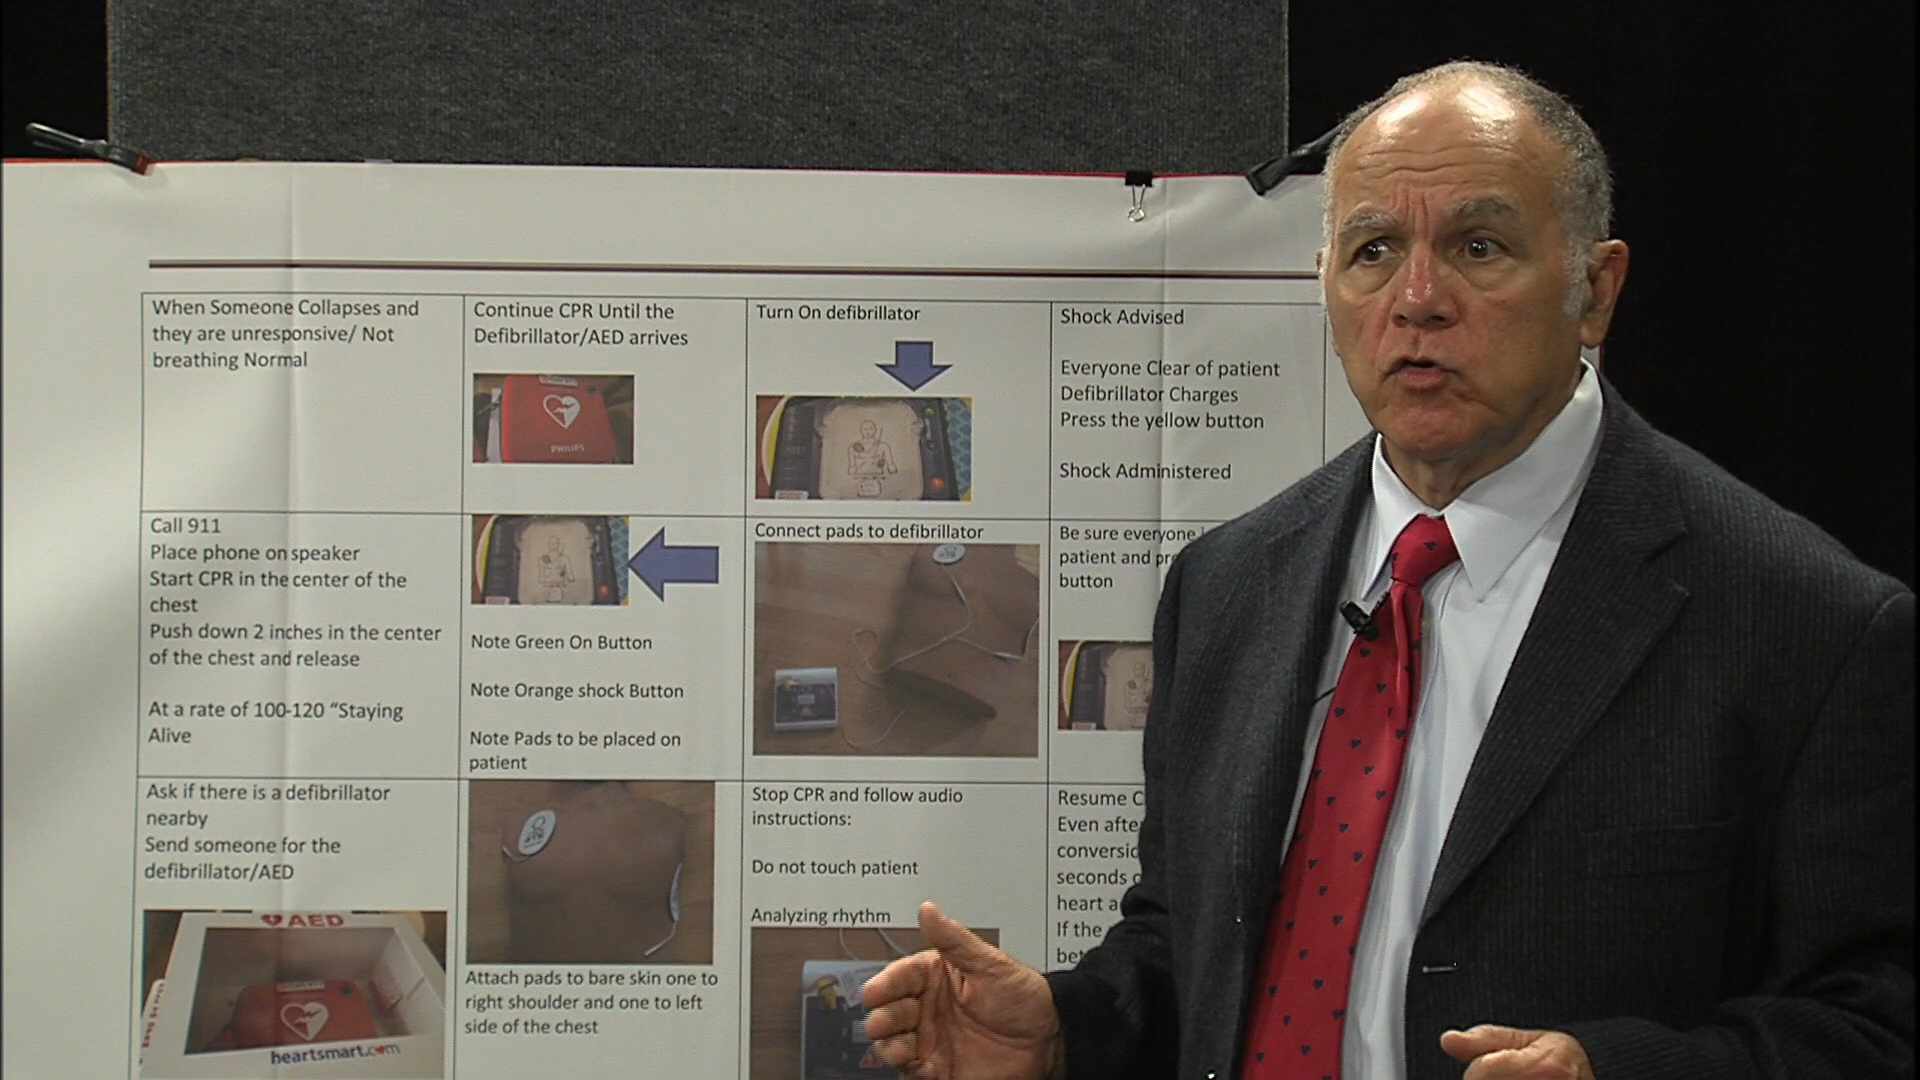 When Someone Collapses and
they are unresponsive/ Not
breathing Normal
Continue CPR Until the
Defibrillator/AED arrives
PHILIPS
Turn On defibrillator
Shock Advised
Everyone Clear of patient
Defibrillator Charges
Press the yellow button
Shock Administered
Call 911
Place phone on speaker
Start CPR in the center of the
chest
Push down 2 inches in the center
of the chest and release
At a rate of 100-120 “Staying
Alive
Note Green On Button
Note Orange shock Button
Note Pads to be placed on
patient
Connect pads to defibrillator
Be sure everyone
patient and
button
Ask if there is a defibrillator
nearby
Send someone for the
defibrillator/AED
AED
heartsmart.com
Attach pads to bare skin one to
right shoulder and one to left
side of the chest
Stop CPR and follow audio
instructions:
Do not touch patient
Analyzing rhythm
Resume
Even
seconds
heart
If the